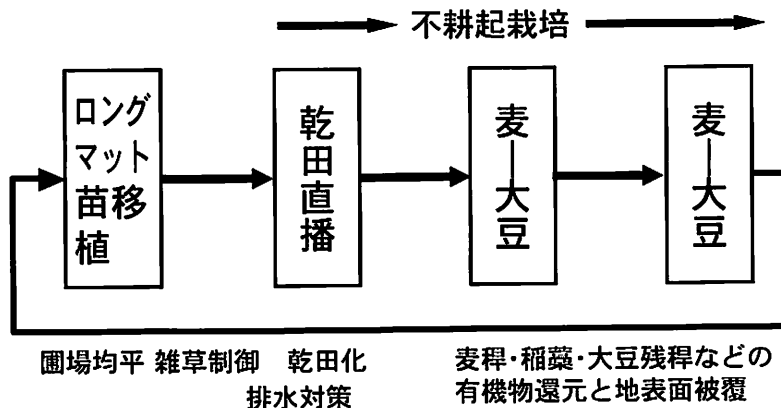 不耕起栽培
ロング
マット
苗移
植
乾田直播
麦ー大豆
麦ー大豆
圃場均平 雑草制御 乾田化
排水対策
麦稈・稲藁・大豆残稈などの
有機物還元と地表面被覆